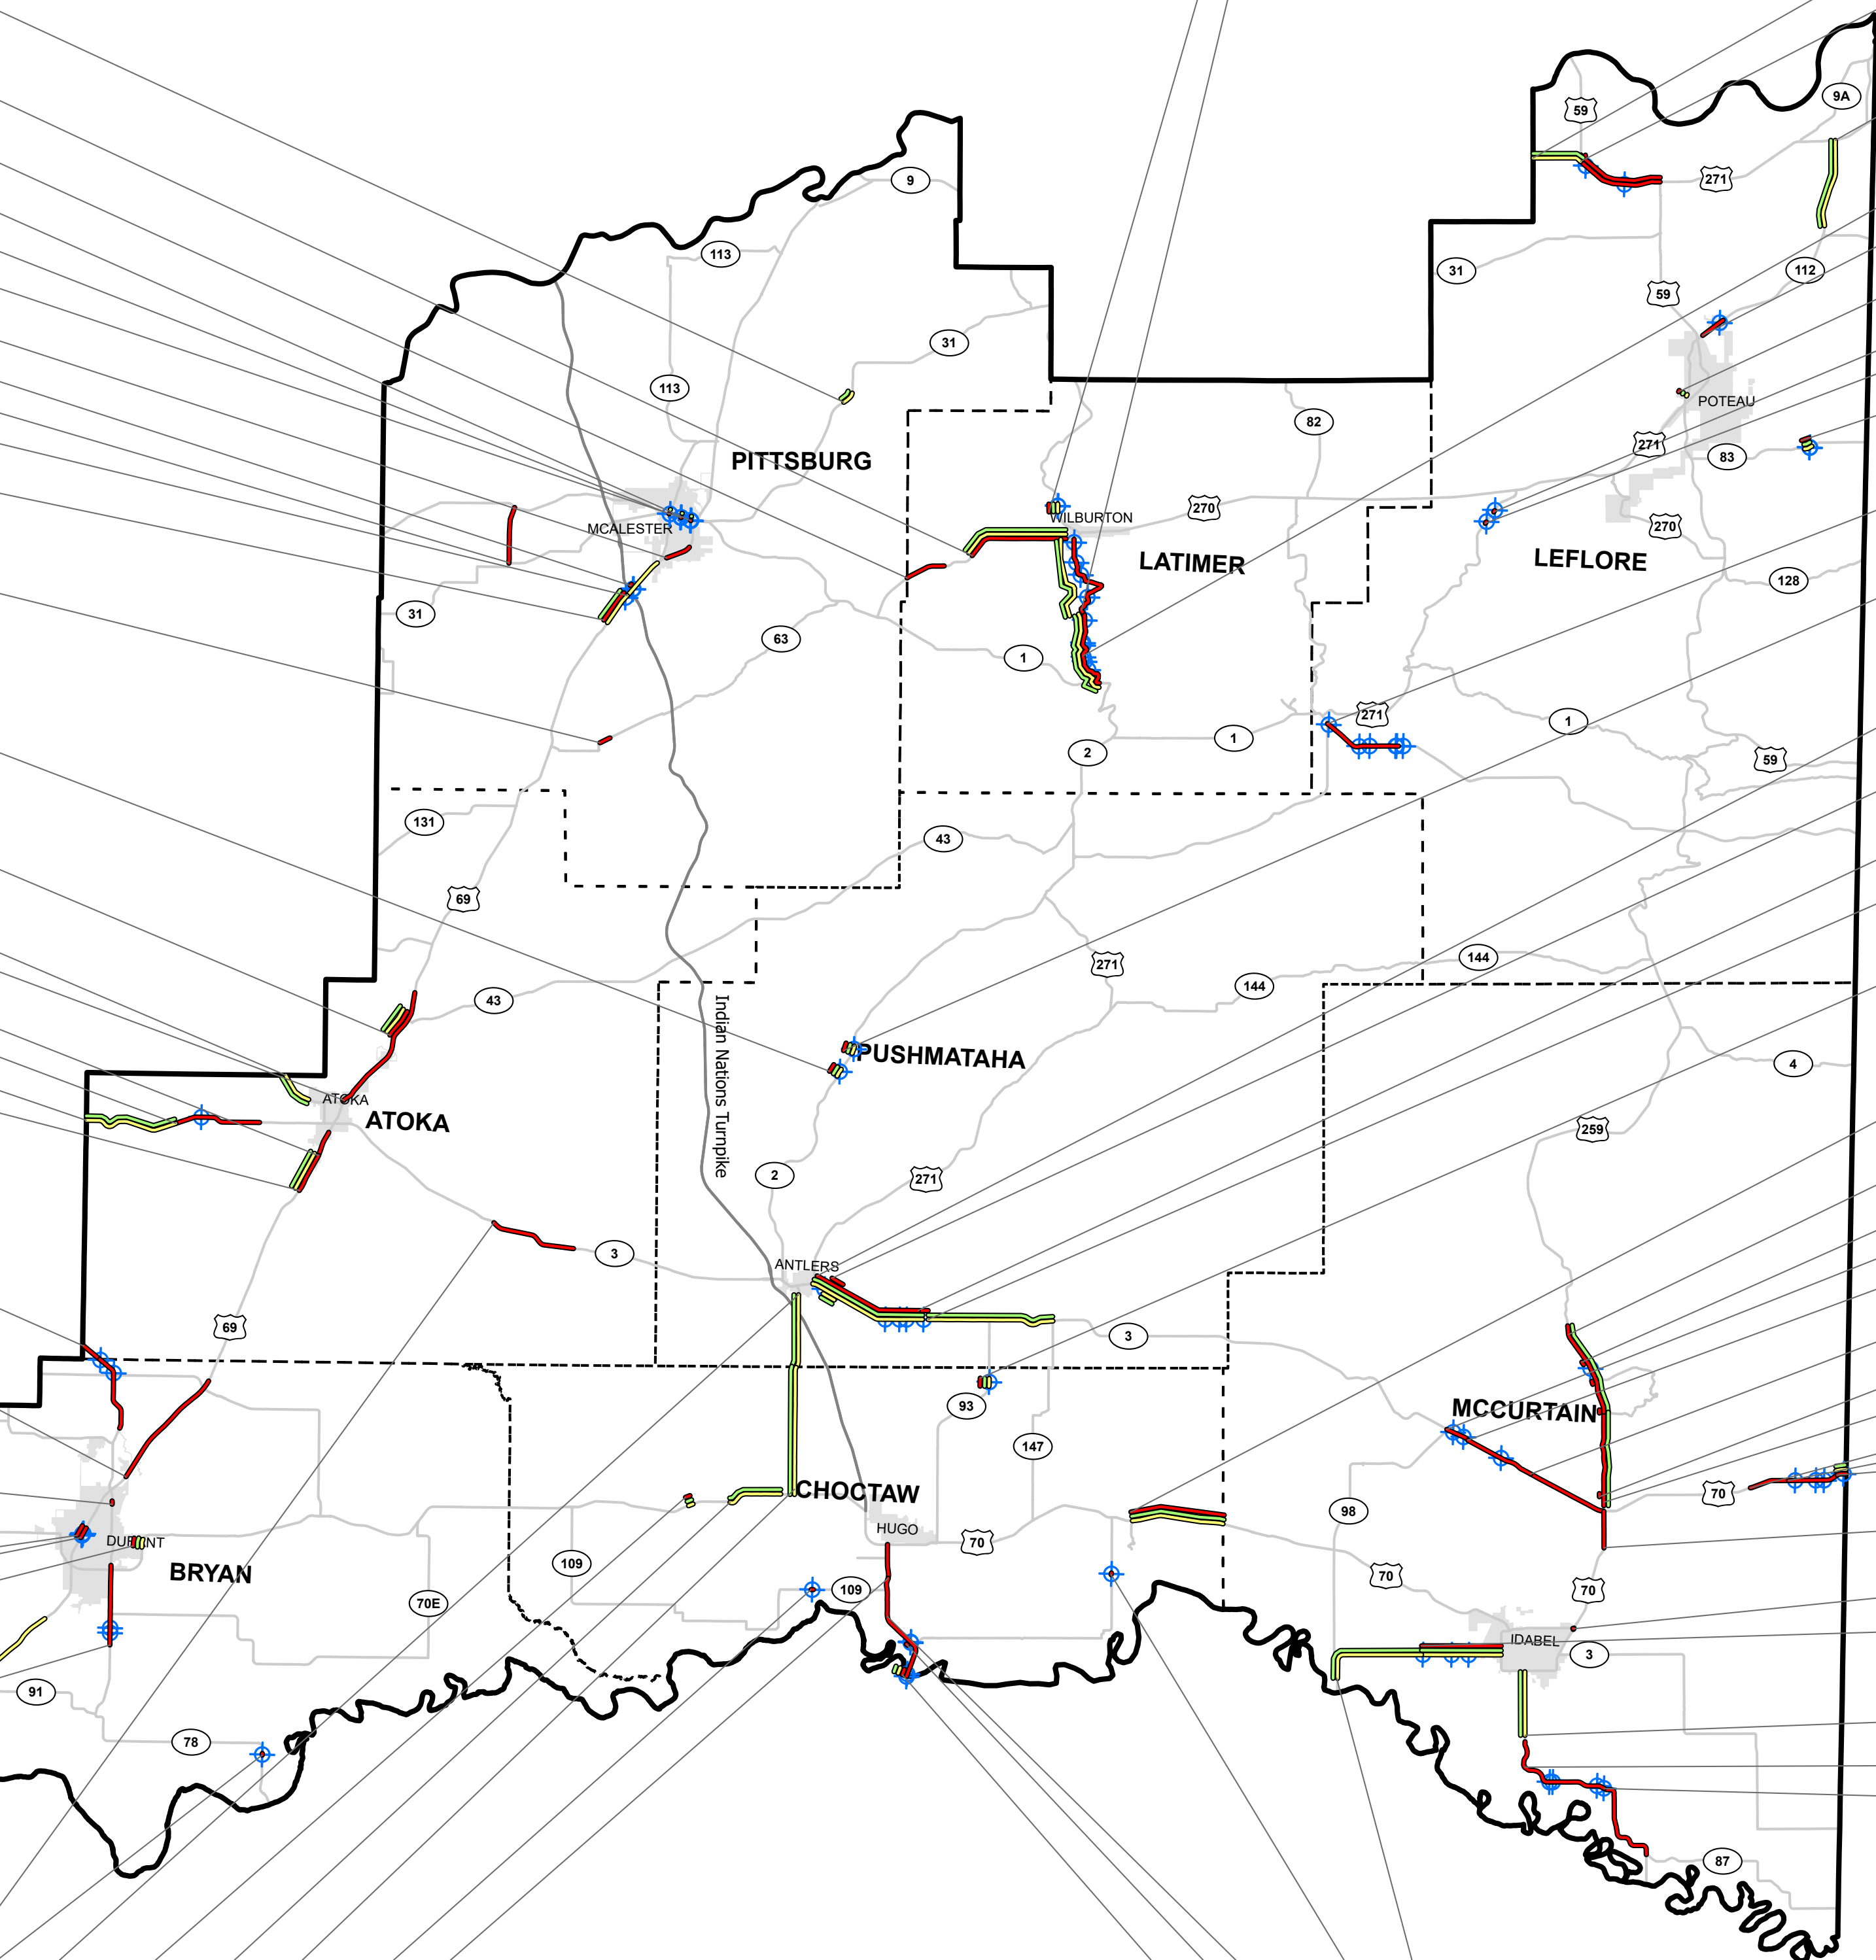 59
9A
9
271
113
31
112
59
31
113
82
POTEAU
271
83
PITTSBURG
270
WILBURTON
MCALESTER
270
LATIMER
LEFLORE
128
31
63
1
271
1
1
2
59
131
43
69
144
271
144
43
Indian Nations Turnpike
PUSHMATAHA
4
ATOKA
ATOKA
259
2
271
3
ANTLERS
69
3
93
MCCURTAIN
147
CHOCTAW
70
98
HUGO
70
DURANT
109
BRYAN
70
109
70
70E
IDABEL
3
91
78
87